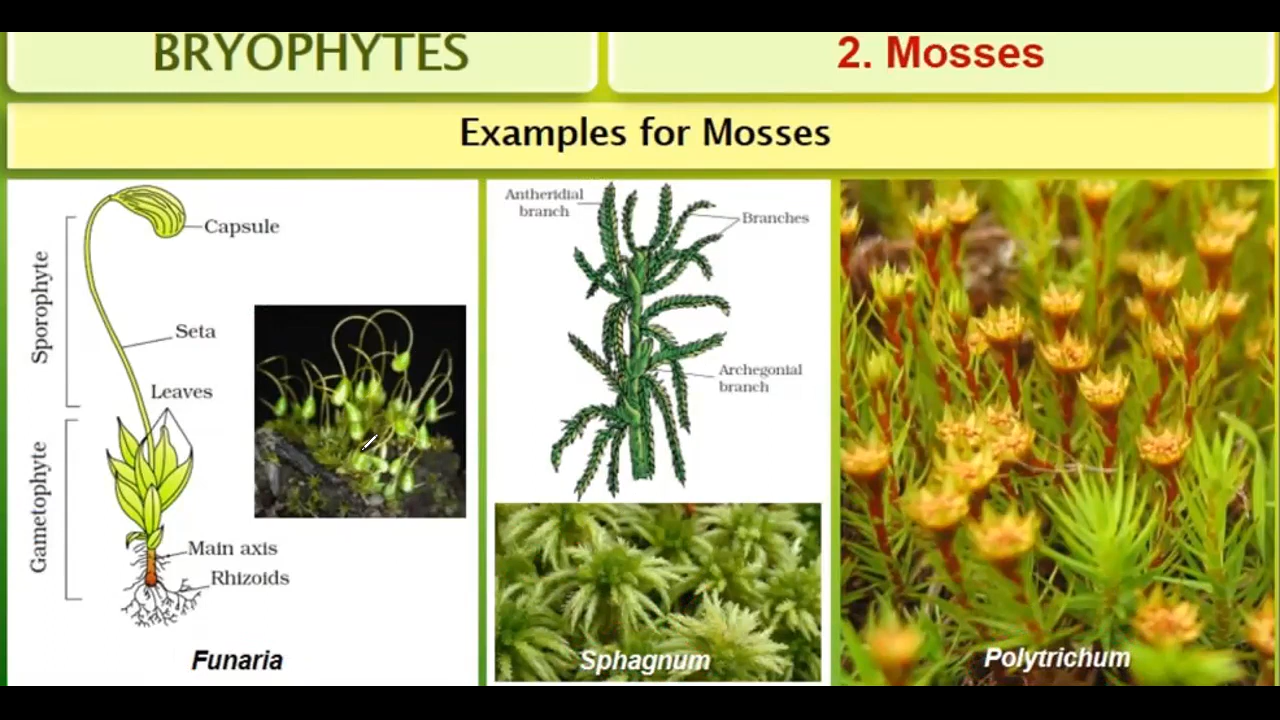 BRYOPHYTES
2. Mosses
Examples for Mosses
Sporophyte
Gametophyte
Capsule
Seta
Leaves
Main axis
Rhizoids
Funaria
Antheridial
branch
Branches
Archegonial
branch
Sphagnum
Polytrichum